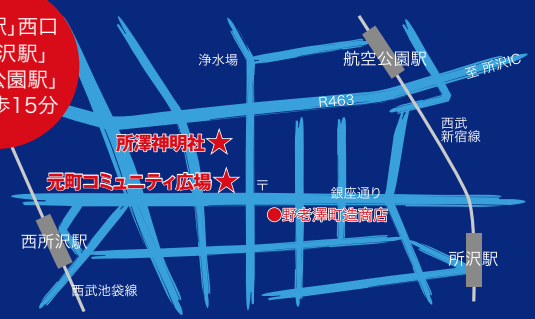 駅」西口
沢駅」
公園駅」
歩15分
浄水場
航空公園駅
至 所沢IC
R463
西武
新宿線
所澤神明社★
元町コミュニティ広場★
〒
銀座通り
●野老澤町造商店
西所沢駅
所沢駅
西武池袋線